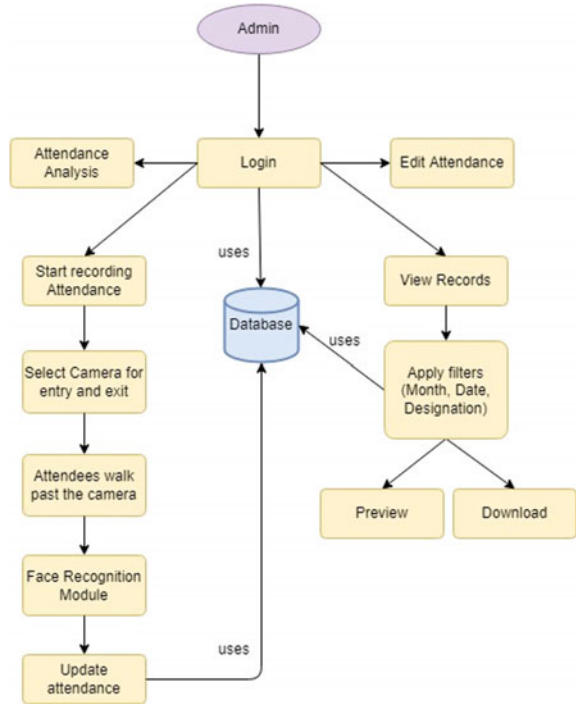 Admin
Attendance
Analysis
Login
Edit Attendance
uses
Start recording
Attendance
View Records
Database
uses
Select Camera for
entry and exit
Apply filters
(Month, Date,
Designation)
Attendees walk
past the camera
Preview
Download
Face Recognition
Module
uses
Update
attendance